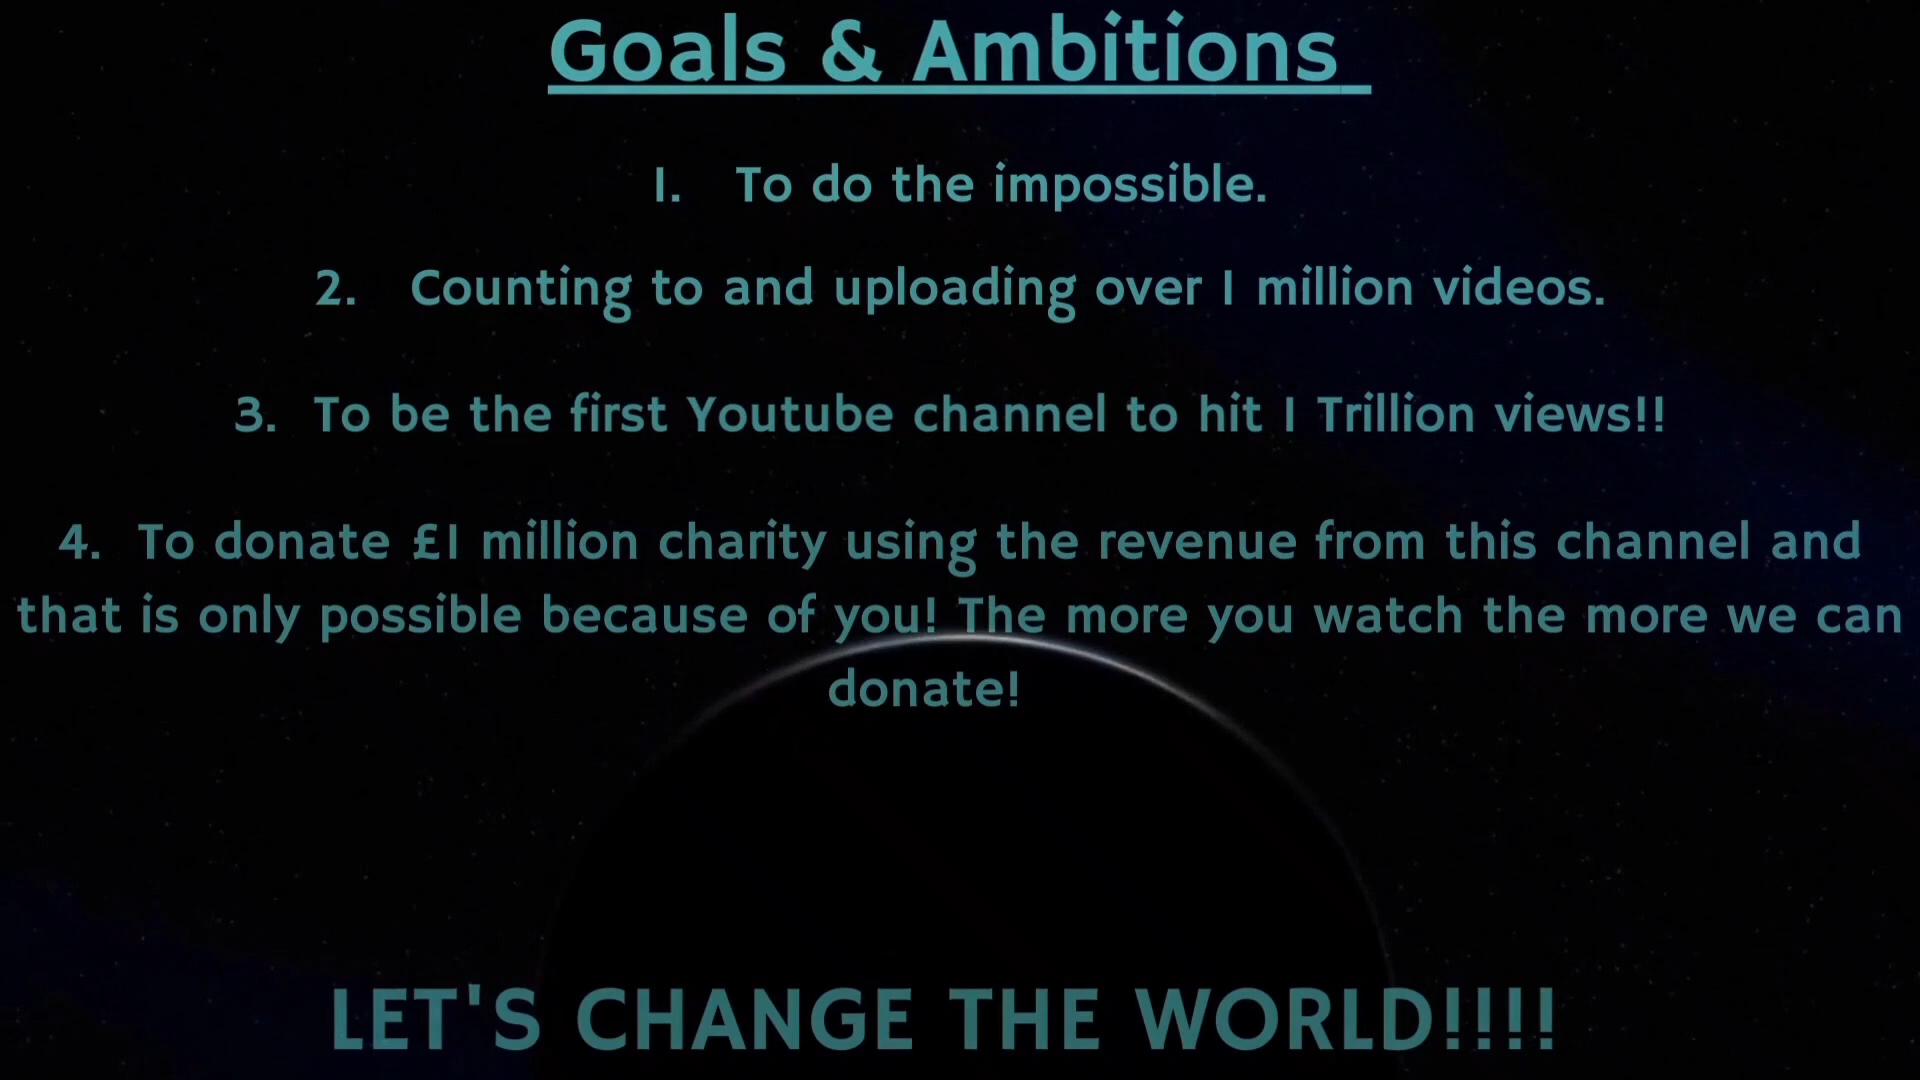 Goals & Ambitions
1. To do the impossible.
2. Counting to and uploading over 1 million videos.
3. To be the first Youtube channel to hit 1 Trillion views!!
4. To donate £1 million charity using the revenue from this channel and
that is only possible because of you! The more you watch the more we can
donate!
LET'S CHANGE THE WORLD!!!!